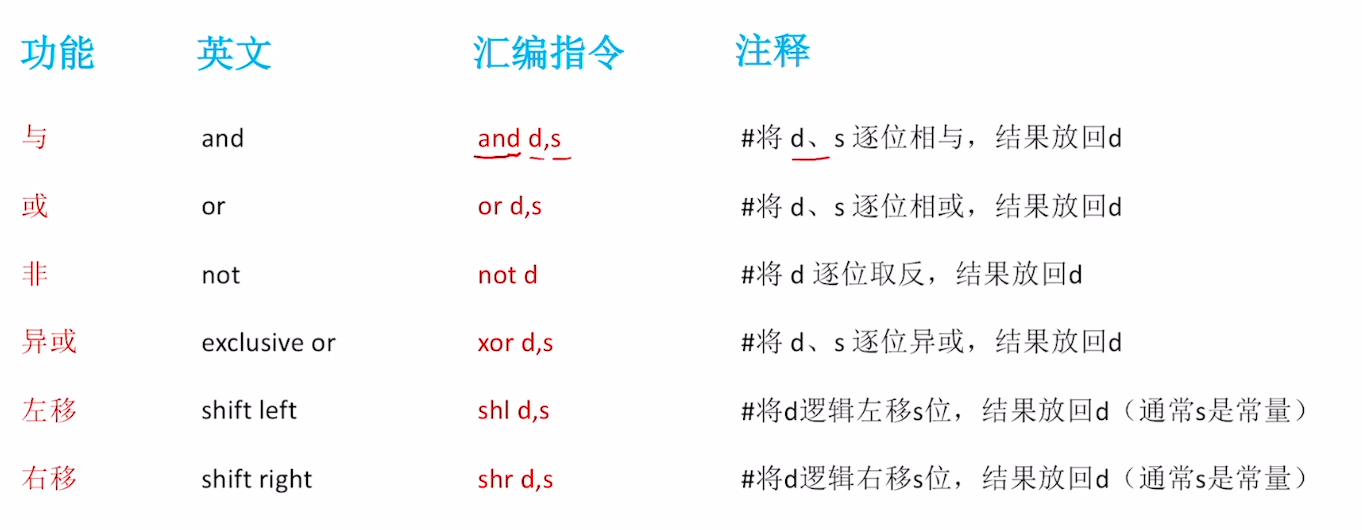 功能 英文 汇编指令 注释
与 and and d,s #将 d、s 逐位相与，结果放回d
或 or or d,s #将 d、s 逐位相或，结果放回d
非 not not d #将 d 逐位取反，结果放回d
异或 exclusive or xor d,s #将 d、s 逐位异或，结果放回d
左移 shift left shl d,s #将d逻辑左移s位，结果放回d（通常s是常量）
右移 shift right shr d,s #将d逻辑右移s位，结果放回d（通常s是常量）